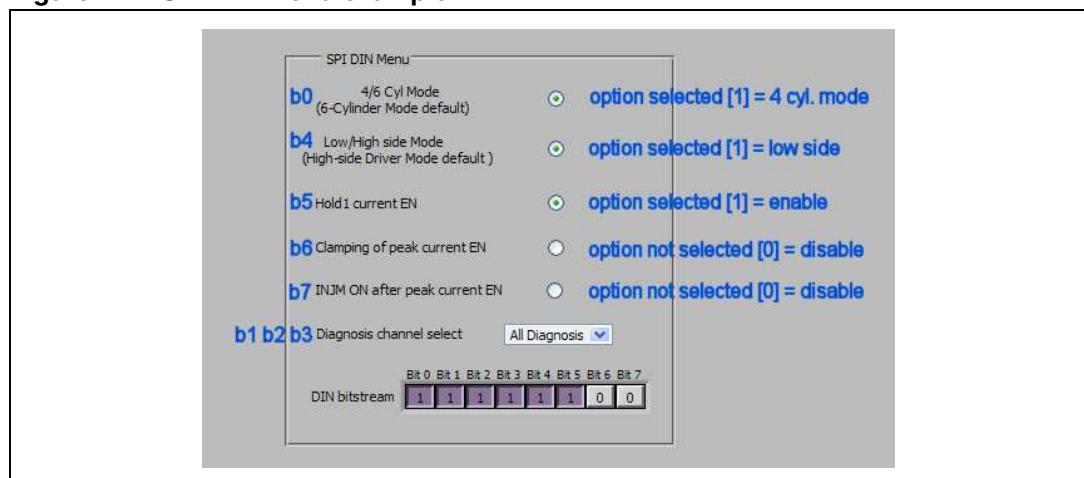 SPI DIN Menu
b0 4/6 Cyl Mode
(6-Cylinder Mode default)
option selected [1] = 4 cyl. mode
b4 Low/High side Mode
(High-side Driver Mode default )
option selected [1] = low side
b5 Hold1 current EN
option selected [1] = enable
b6 Clamping of peak current EN
option not selected [0] = disable
b7 INJM ON after peak current EN
option not selected [0] = disable
b1 b2 b3 Diagnosis channel select
All Diagnosis
Bit 0 Bit 1 Bit 2 Bit 3 Bit 4 Bit 5 Bit 6 Bit 7
DIN bitstream 1 1 1 1 1 1 0 0